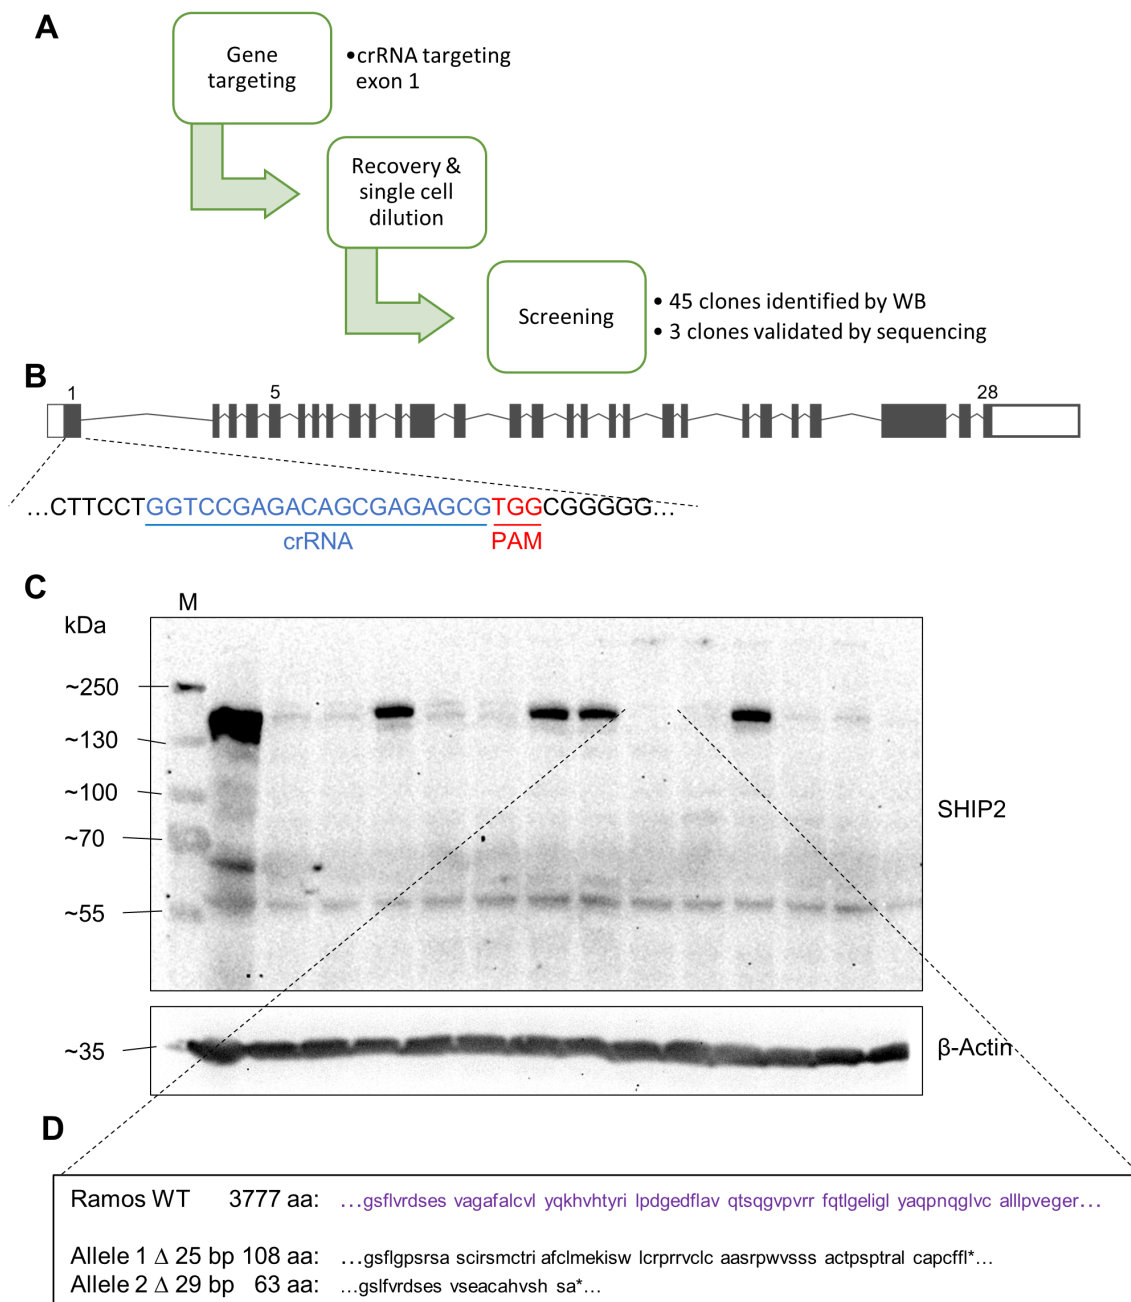 A
Gene
targeting
•crRNA targeting
exon 1
Recovery &
single cell
dilution
Screening
• 45 clones identified by WB
• 3 clones validated by sequencing
B
1
5
28
...CTTCCTGGTCCGAGACAGCGAGAGCGTGGCGGGGG...
crRNA
PAM
C
M
kDa
~250
~130
~100
~70
~55
SHIP2
~35
β-Actin
D
Ramos WT 3777 aa: ...gsflvrdses vagafalcvl yqkhvhtyri lpdgedflav qtsqgvpvrr fqtlgeligl yaqpnqglvc alllpveger...
Allele 1 Δ 25 bp 108 aa: ...gsflgpsrsa scirsmctri afclmekisw lcrprrvclc aasrpwvsss actpsptral capcffl*...
Allele 2 Δ 29 bp 63 aa: ...gslfvrdses vseacahvsh sa*...